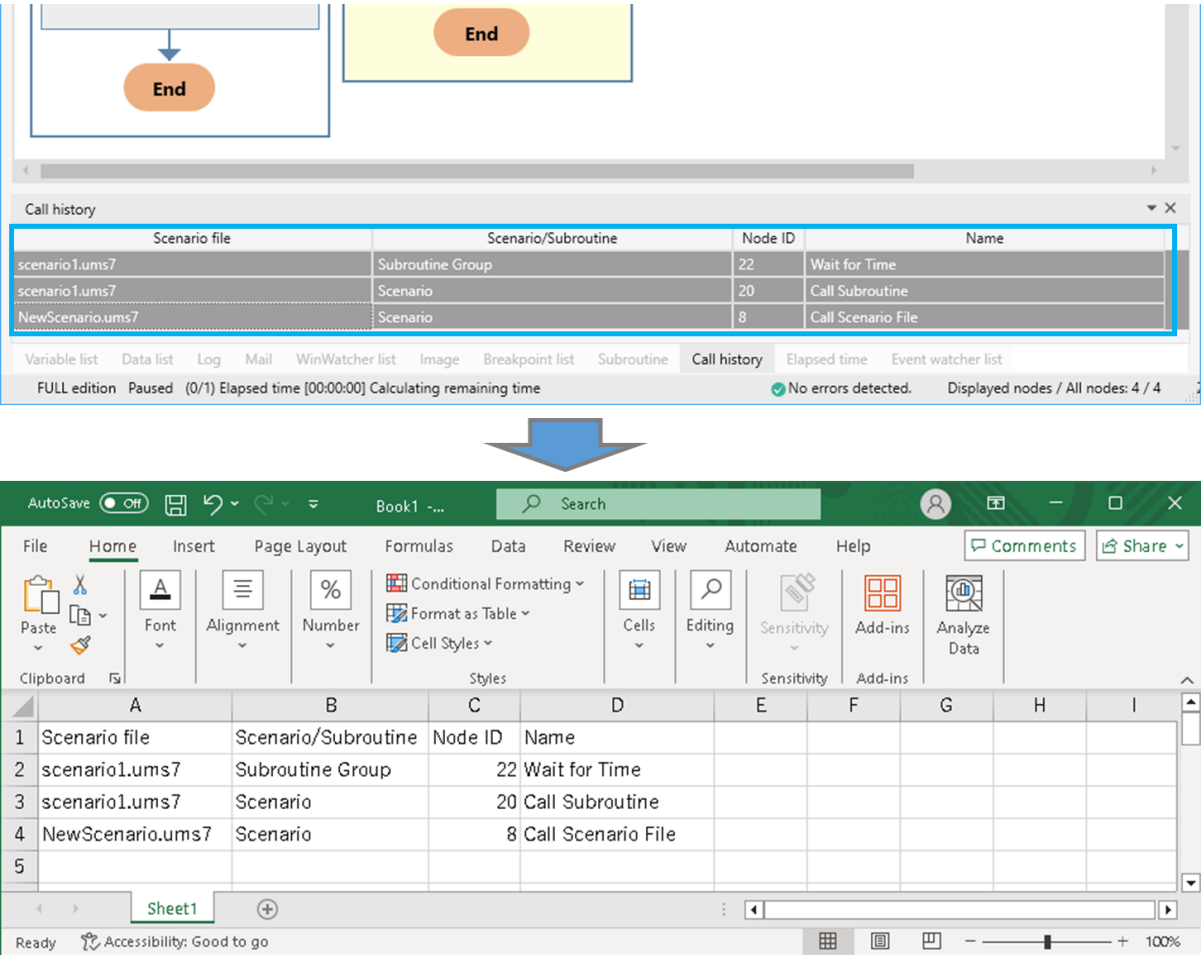 End
End
Call history
Scenario file Scenario/Subroutine Node ID Name
scenario1.ums7 Subroutine Group 22 Wait for Time
scenario1.ums7 Scenario 20 Call Subroutine
NewScenario.ums7 Scenario 8 Call Scenario File
Variable list Data list Log Mail WinWatcher list Image Breakpoint list Subroutine Call history Elapsed time Event watcher list
FULL edition Paused (0/1) Elapsed time [00:00:00] Calculating remaining time No errors detected. Displayed nodes / All nodes: 4 / 4
AutoSave Off Book1 -... Search
File Home Insert Page Layout Formulas Data Review View Automate Help Comments Share
Paste Font Alignment Number Conditional Formatting Format as Table Cell Styles Cells Editing Sensitivity Add-ins Analyze Data
Clipboard Styles Sensitivity Add-ins
A B C D E F G H I
1 Scenario file Scenario/Subroutine Node ID Name
2 scenario1.ums7 Subroutine Group 22 Wait for Time
3 scenario1.ums7 Scenario 20 Call Subroutine
4 NewScenario.ums7 Scenario 8 Call Scenario File
5
Sheet1
Ready Accessibility: Good to go 100%